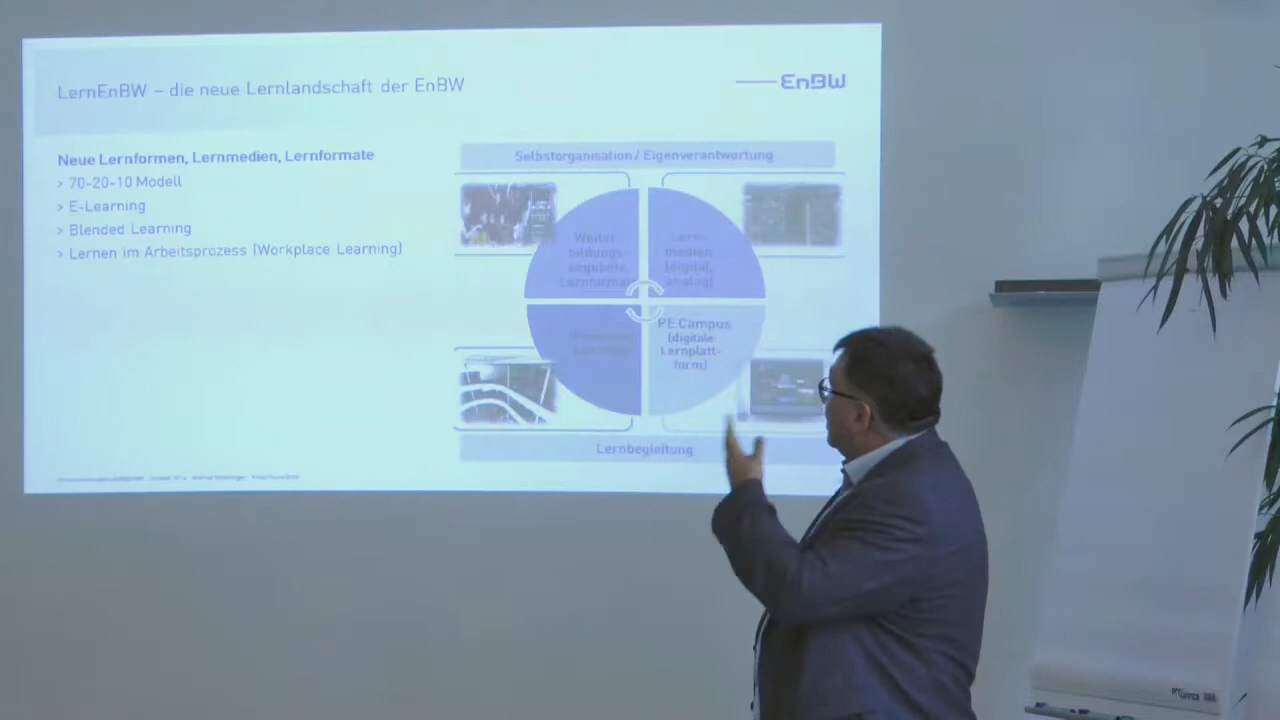 LernEnBW – die neue Lernlandschaft der EnBW
EnBW
Neue Lernformen, Lernmedien, Lernformate
> 70-20-10 Modell
> E-Learning
> Blended Learning
> Lernen im Arbeitsprozess (Workplace Learning)
Selbstorganisation / Eigenverantwortung
Weiter-
bildungs-
angebote
Lern-
medien
(digital,
analog)
PE Campus
(digitale
Lernplatt-
form)
Lernbegleitung